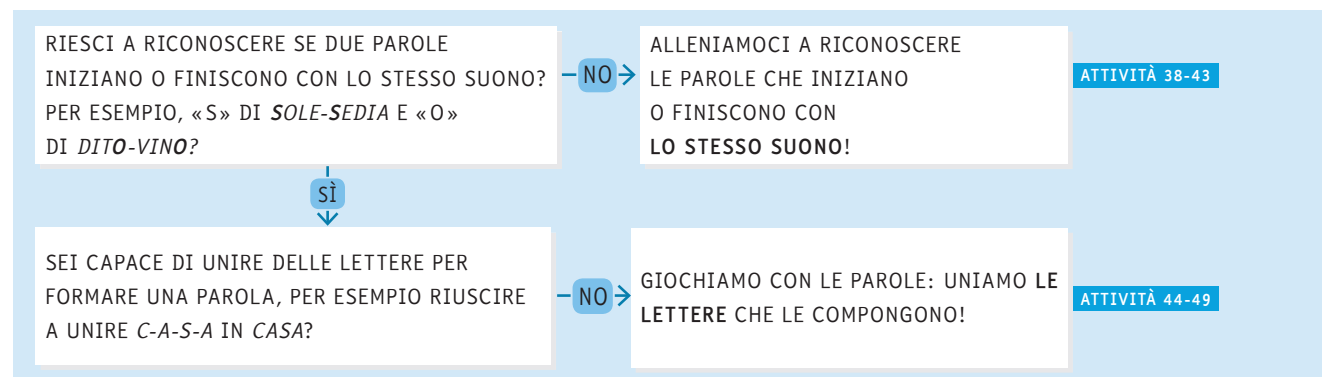 RIESCI A RICONOSCERE SE DUE PAROLE
INIZIANO O FINISCONO CON LO STESSO SUONO?
PER ESEMPIO, «S» DI SOLE-SEDIA E «O»
DI DITO-VINO?
NO
ALLENIAMOCI A RICONOSCERE
LE PAROLE CHE INIZIANO
O FINISCONO CON
LO STESSO SUONO!
ATTIVITÀ 38-43
SÌ
SEI CAPACE DI UNIRE DELLE LETTERE PER
FORMARE UNA PAROLA, PER ESEMPIO RIUSCIRE
A UNIRE C-A-S-A IN CASA?
NO
GIOCHIAMO CON LE PAROLE: UNIAMO LE
LETTERE CHE LE COMPONGONO!
ATTIVITÀ 44-49